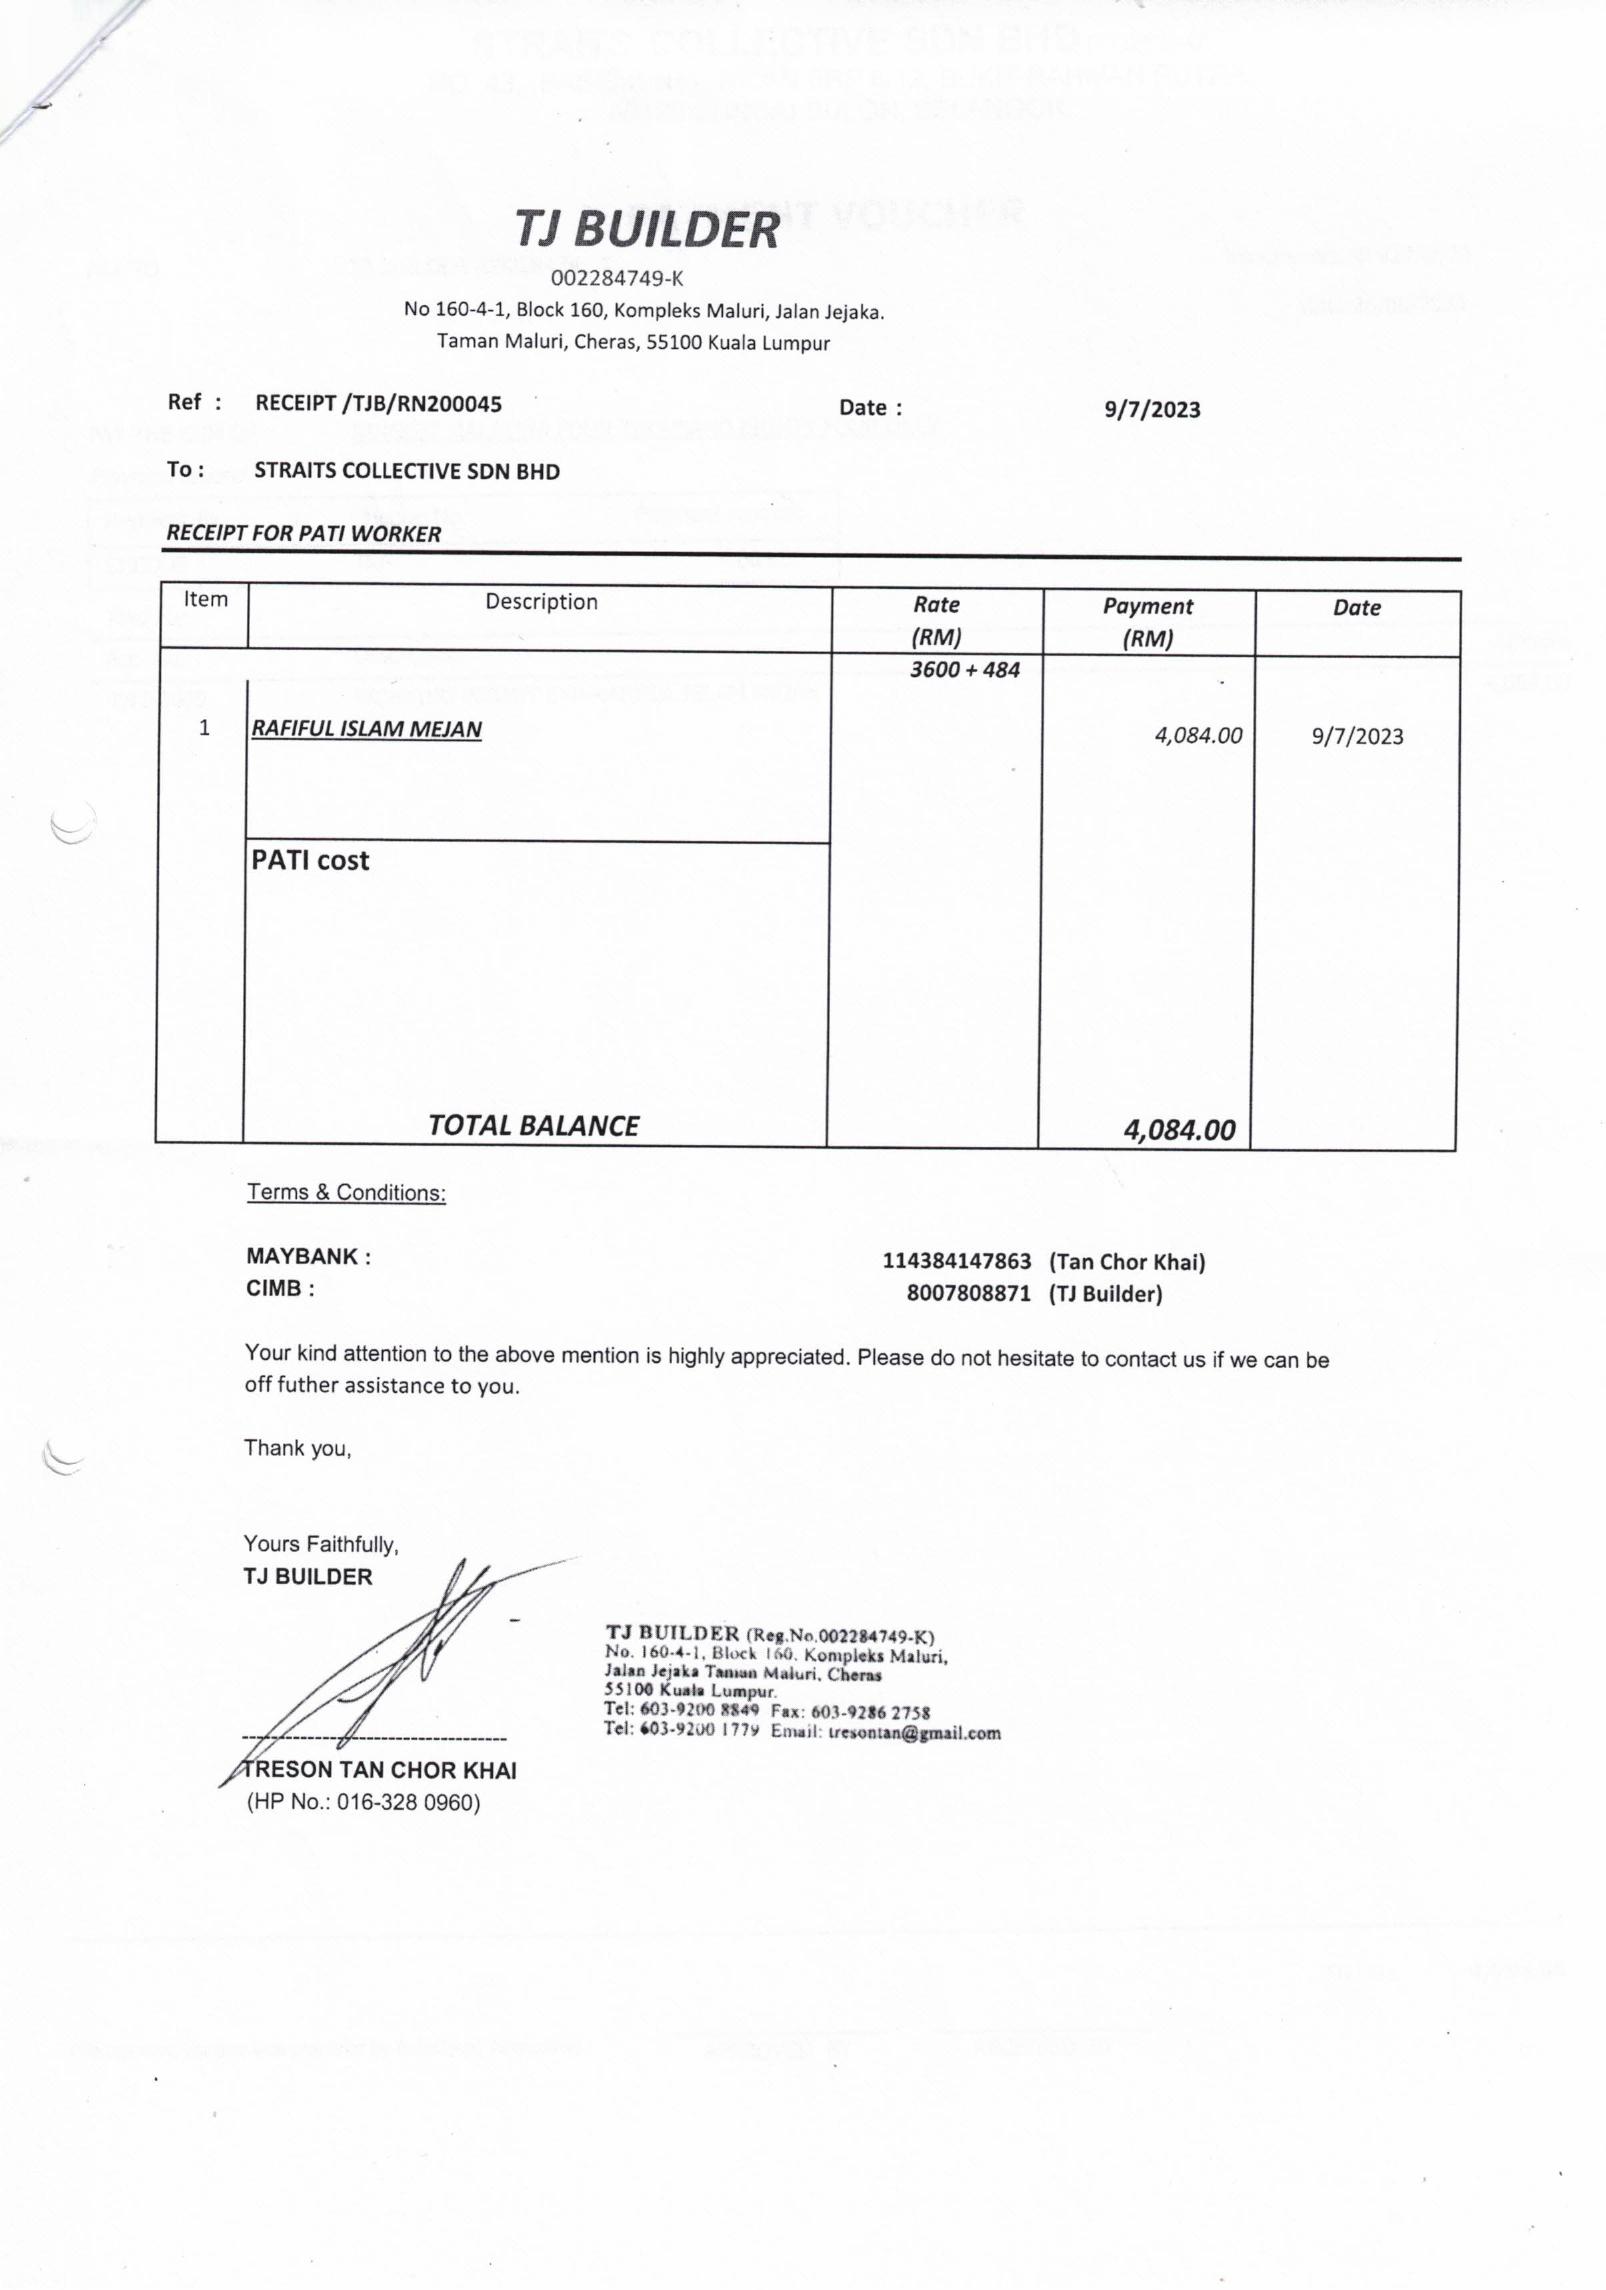 TJ BUILDER
002284749-K
No 160-4-1, Block 160, Kompleks Maluri, Jalan Jejaka.
Taman Maluri, Cheras, 55100 Kuala Lumpur
Ref : RECEIPT /TJB/RN200045 Date : 9/7/2023
To : STRAITS COLLECTIVE SDN BHD
RECEIPT FOR PATI WORKER
Item Description Rate Payment Date
(RM) (RM)
3600 + 484
1 RAFIFUL ISLAM MEJAN 4,084.00 9/7/2023
PATI cost
TOTAL BALANCE 4,084.00
Terms & Conditions:
MAYBANK : 114384147863 (Tan Chor Khai)
CIMB : 8007808871 (TJ Builder)
Your kind attention to the above mention is highly appreciated. Please do not hesitate to contact us if we can be
off futher assistance to you.
Thank you,
Yours Faithfully,
TJ BUILDER
TJ BUILDER (Reg.No.002284749-K)
No. 160-4-1, Block 160. Kompleks Maluri,
Jalan Jejaka Taman Maluri, Cheras
55100 Kuala Lumpur.
Tel: 603-9200 8849 Fax: 603-9286 2758
Tel: 603-9200 1779 Email: tresontan@gmail.com
TRESON TAN CHOR KHAI
(HP No.: 016-328 0960)